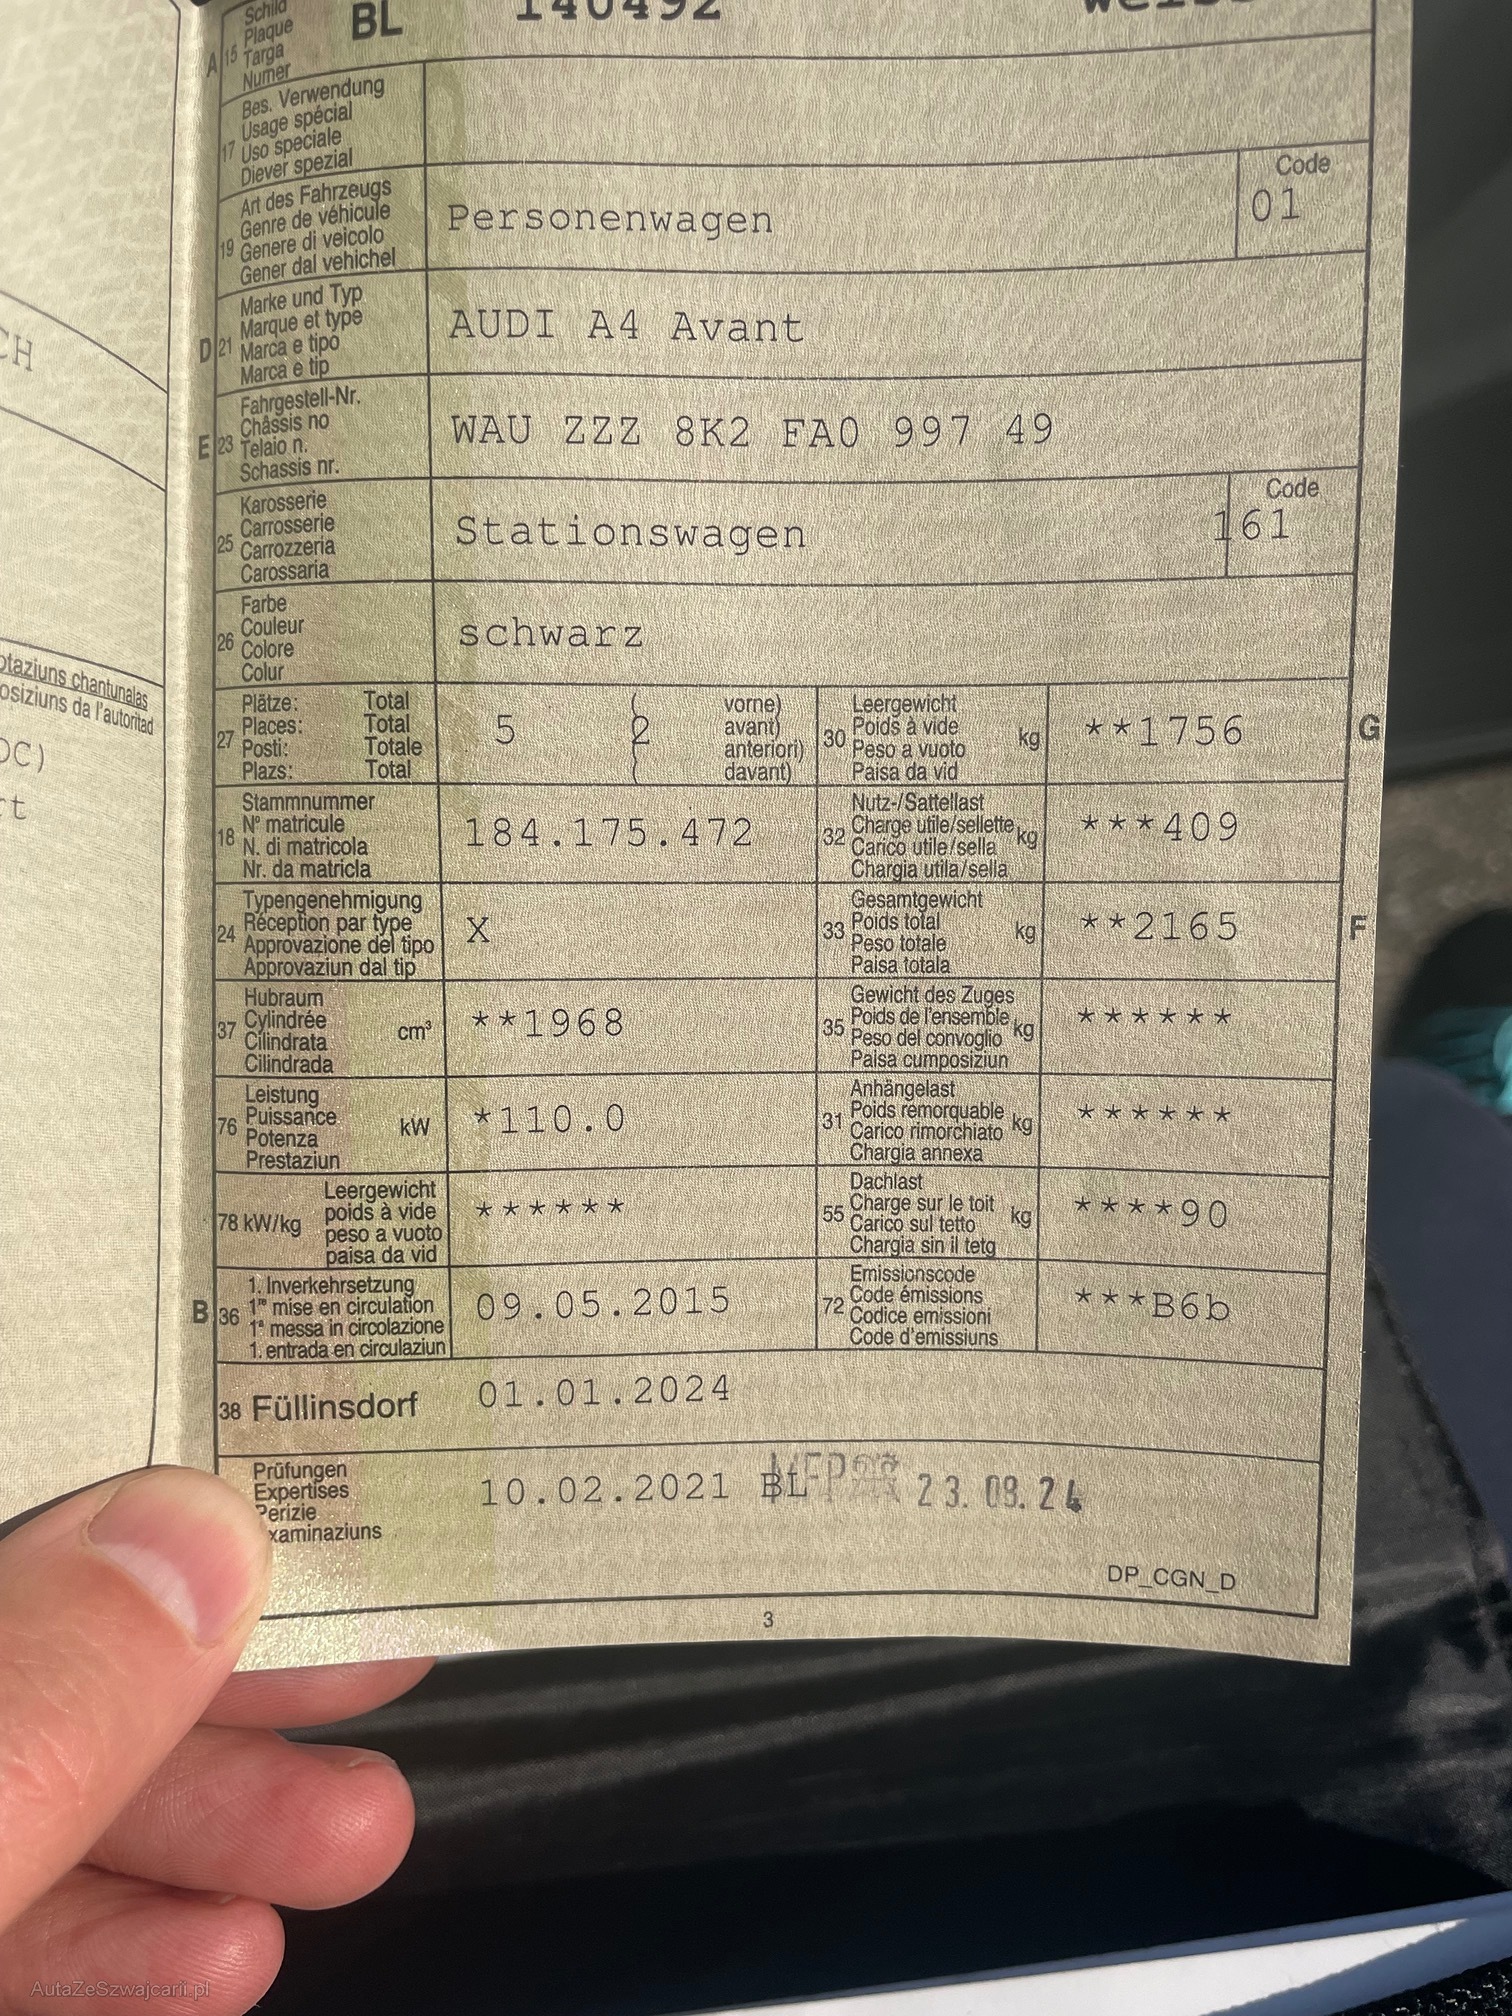 Schild
Plaque
Targa
Numer
A 15
BL 140492
17
Bes. Verwendung
Usage spécial
Uso speciale
Diever spezial
19
Art des Fahrzeugs
Genre de véhicule
Genere di veicolo
Gener dal vehichel
Personenwagen
Code
01
D 21
Marke und Typ
Marque et type
Marca e tipo
Marca e tip
AUDI A4 Avant
E 23
Fahrgestell-Nr.
Châssis no
Telaio n.
Schassis nr.
WAU ZZZ 8K2 FA0 997 49
25
Karosserie
Carrosserie
Carrozzeria
Carossaria
Stationswagen
Code
161
26
Farbe
Couleur
Colore
Colur
schwarz
27
Plätze: Total
Places: Total
Posti: Totale
Plazs: Total
5 ( 2
vorne)
avant)
anteriori)
davant)
30
Leergewicht
Poids à vide
Peso a vuoto
Paisa da vid
kg
**1756
G
18
Stammnummer
N° matricule
N. di matricola
Nr. da matricla
184.175.472
32
Nutz-/Sattellast
Charge utile/sellette
Carico utile/sella
Chargia utila/sella
kg
***409
24
Typengenehmigung
Réception par type
Approvazione del tipo
Approvaziun dal tip
X
33
Gesamtgewicht
Poids total
Peso totale
Paisa totala
kg
**2165
F
37
Hubraum
Cylindrée
Cilindrata
Cilindrada
cm³
**1968
35
Gewicht des Zuges
Poids de l'ensemble
Peso del convoglio
Paisa cumposiziun
kg
******
76
Leistung
Puissance
Potenza
Prestaziun
kW
*110.0
31
Anhängelast
Poids remorquable
Carico rimorchiato
Chargia annexa
kg
******
78 kW/kg
Leergewicht
poids à vide
peso a vuoto
paisa da vid
******
55
Dachlast
Charge sur le toit
Carico sul tetto
Chargia sin il tetg
kg
****90
B 36
1. Inverkehrsetzung
1re mise en circulation
1a messa in circolazione
1. entrada en circulaziun
09.05.2015
72
Emissionscode
Code émissions
Codice emissioni
Code d'emissiuns
***B6b
38 Füllinsdorf 01.01.2024
Prüfungen
Expertises
Perizie
xaminaziuns
10.02.2021 BL 23.09.24
DP_CGN_D
3
CH
otaziuns chantunalas
osiziuns da l'autoritad
OC)
rt
AutaZeSzwajcarii.pl